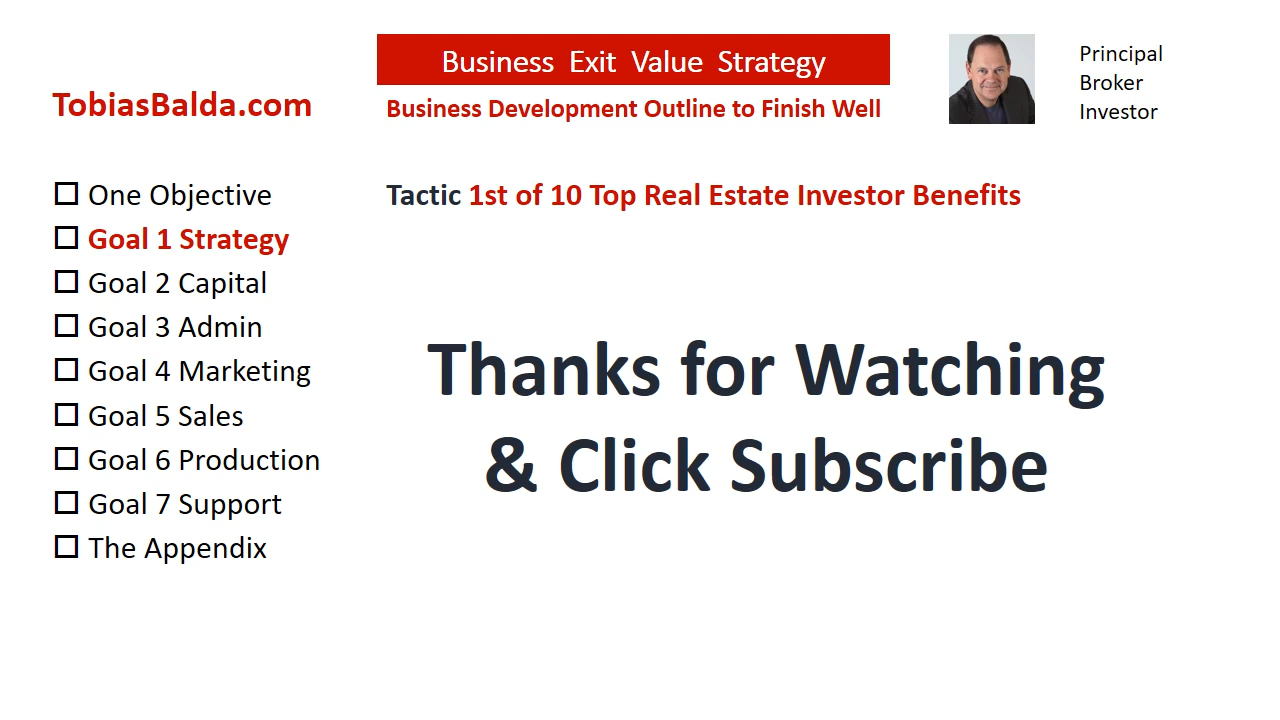 TobiasBalda.com
Business Exit Value Strategy
Business Development Outline to Finish Well
Principal
Broker
Investor
One Objective
Goal 1 Strategy
Goal 2 Capital
Goal 3 Admin
Goal 4 Marketing
Goal 5 Sales
Goal 6 Production
Goal 7 Support
The Appendix
Tactic 1st of 10 Top Real Estate Investor Benefits
Thanks for Watching
& Click Subscribe